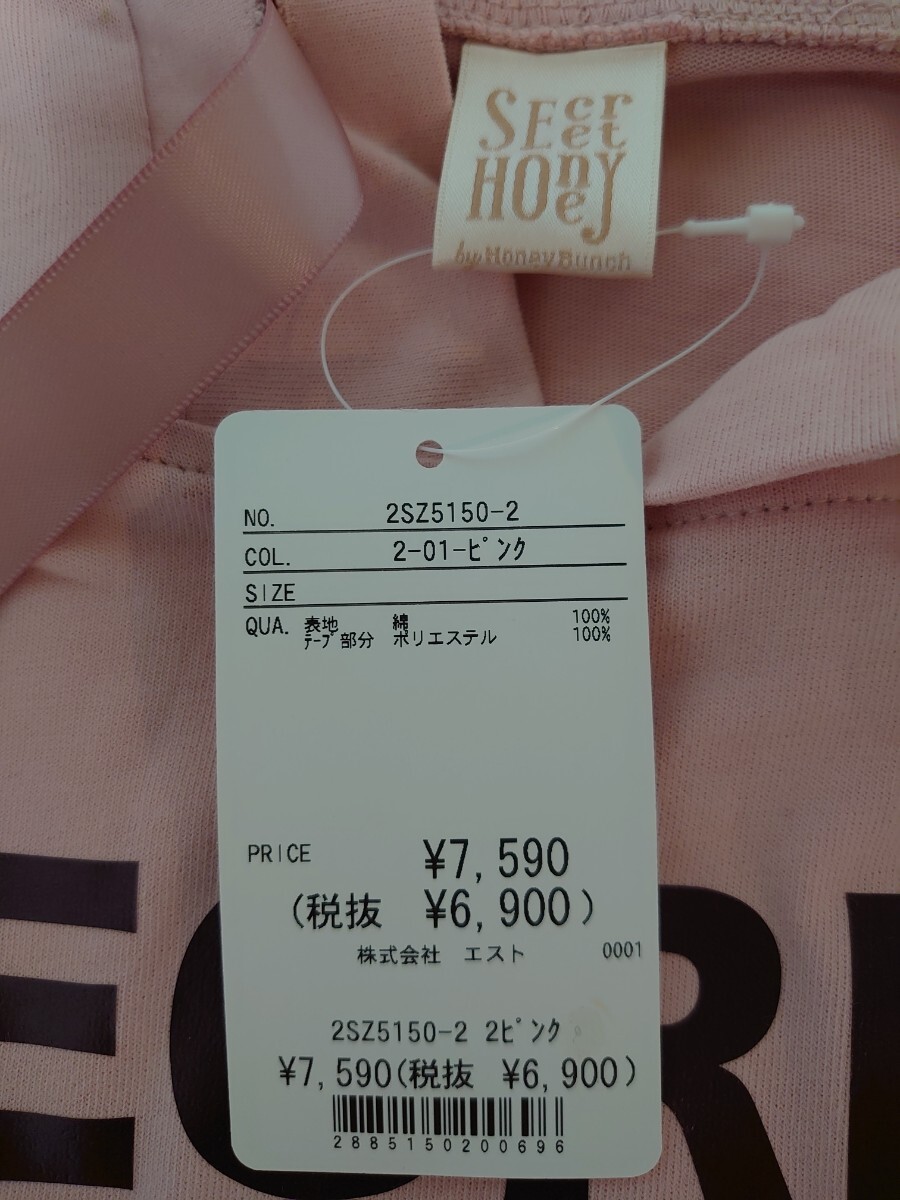 SEcret
HOney
by Honey Bunch
NO. 2SZ5150-2
COL. 2-01-ﾋﾟﾝｸ
SIZE
QUA. 表地 綿 100%
ﾃｰﾌﾟ部分 ポリエステル 100%
PRICE ¥7,590
(税抜 ¥6,900)
株式会社 エスト 0001
2SZ5150-2 2ﾋﾟﾝｸ
¥7,590(税抜 ¥6,900)
2885150200696
ECRE